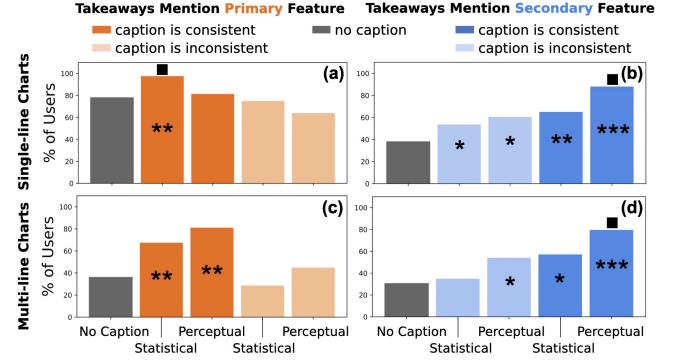 Takeaways Mention Primary Feature
Takeaways Mention Secondary Feature
caption is consistent
no caption
caption is consistent
caption is inconsistent
caption is inconsistent
Single-line Charts
% of Users
100
80
60
40
20
0
**
(a)
100
80
60
40
20
0
*
*
**
***
(b)
Multi-line Charts
% of Users
100
80
60
40
20
0
**
**
(c)
100
80
60
40
20
0
*
*
***
(d)
No Caption
Statistical
Perceptual
Statistical
Perceptual
No Caption
Statistical
Perceptual
Statistical
Perceptual